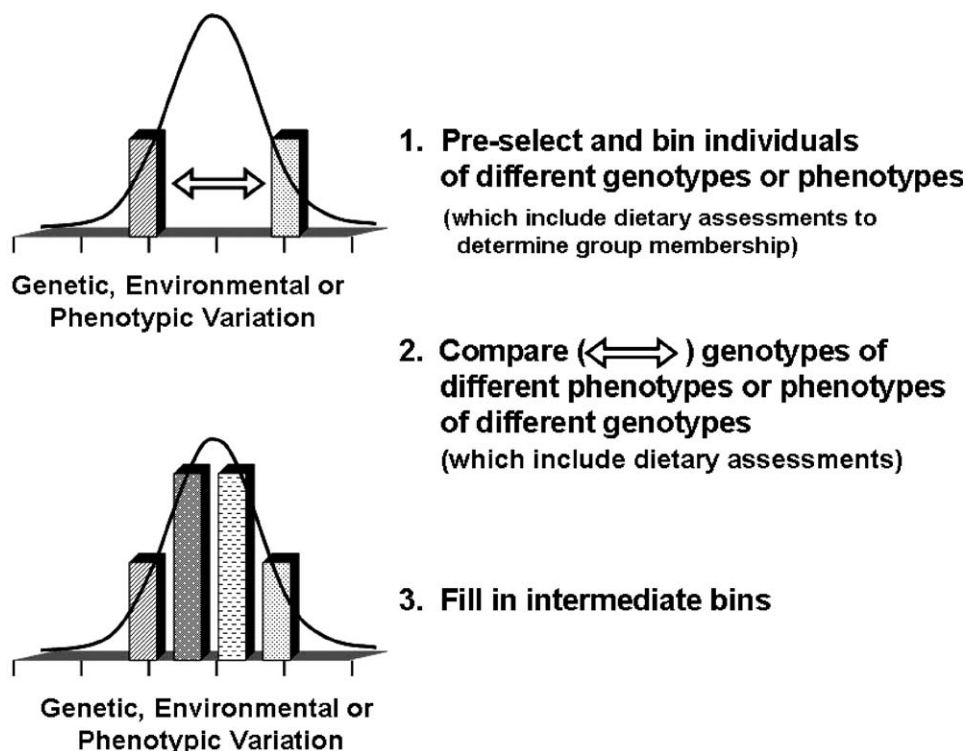 1. Pre-select and bin individuals
of different genotypes or phenotypes
(which include dietary assessments to
determine group membership)
Genetic, Environmental or
Phenotypic Variation
2. Compare ( ) genotypes of
different phenotypes or phenotypes
of different genotypes
(which include dietary assessments)
3. Fill in intermediate bins
Genetic, Environmental or
Phenotypic Variation